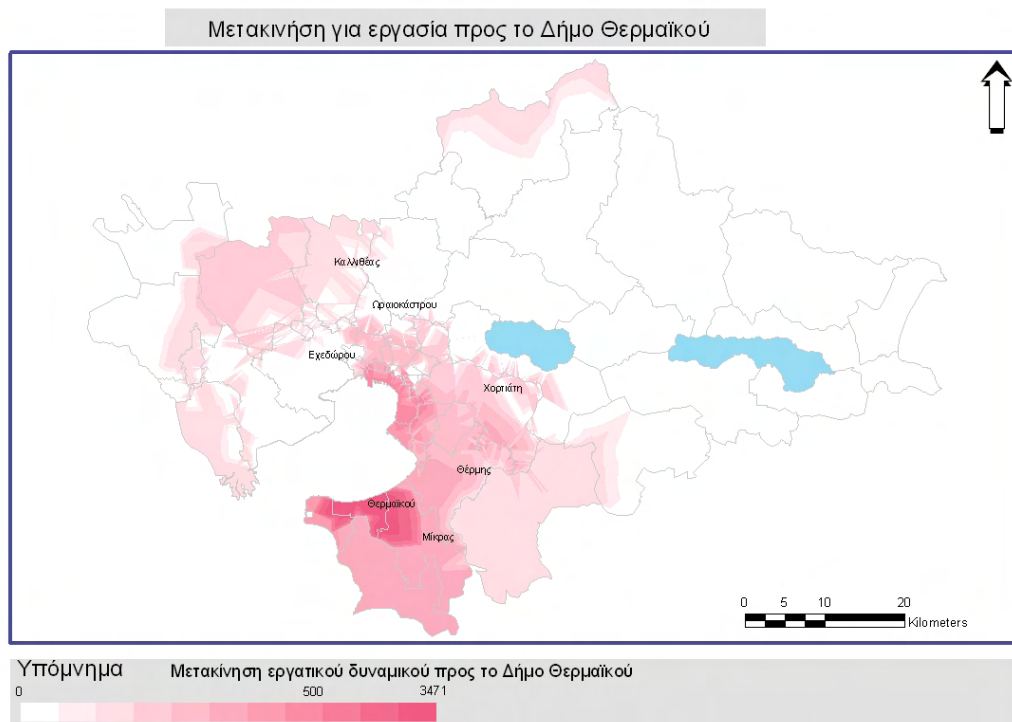 Μετακινήση για εργασία προς το Δήμο Θερμαϊκού
Καλλιθέας
Ωραιοκάστρου
Εχεδώρου
Χορτιάτη
Θέρμης
Θερμαϊκού
Μίκρας
0 5 10 20
Kilometers
Υπόμνημα Μετακίνηση εργατικού δυναμικού προς το Δήμο Θερμαϊκού
0 500 3471